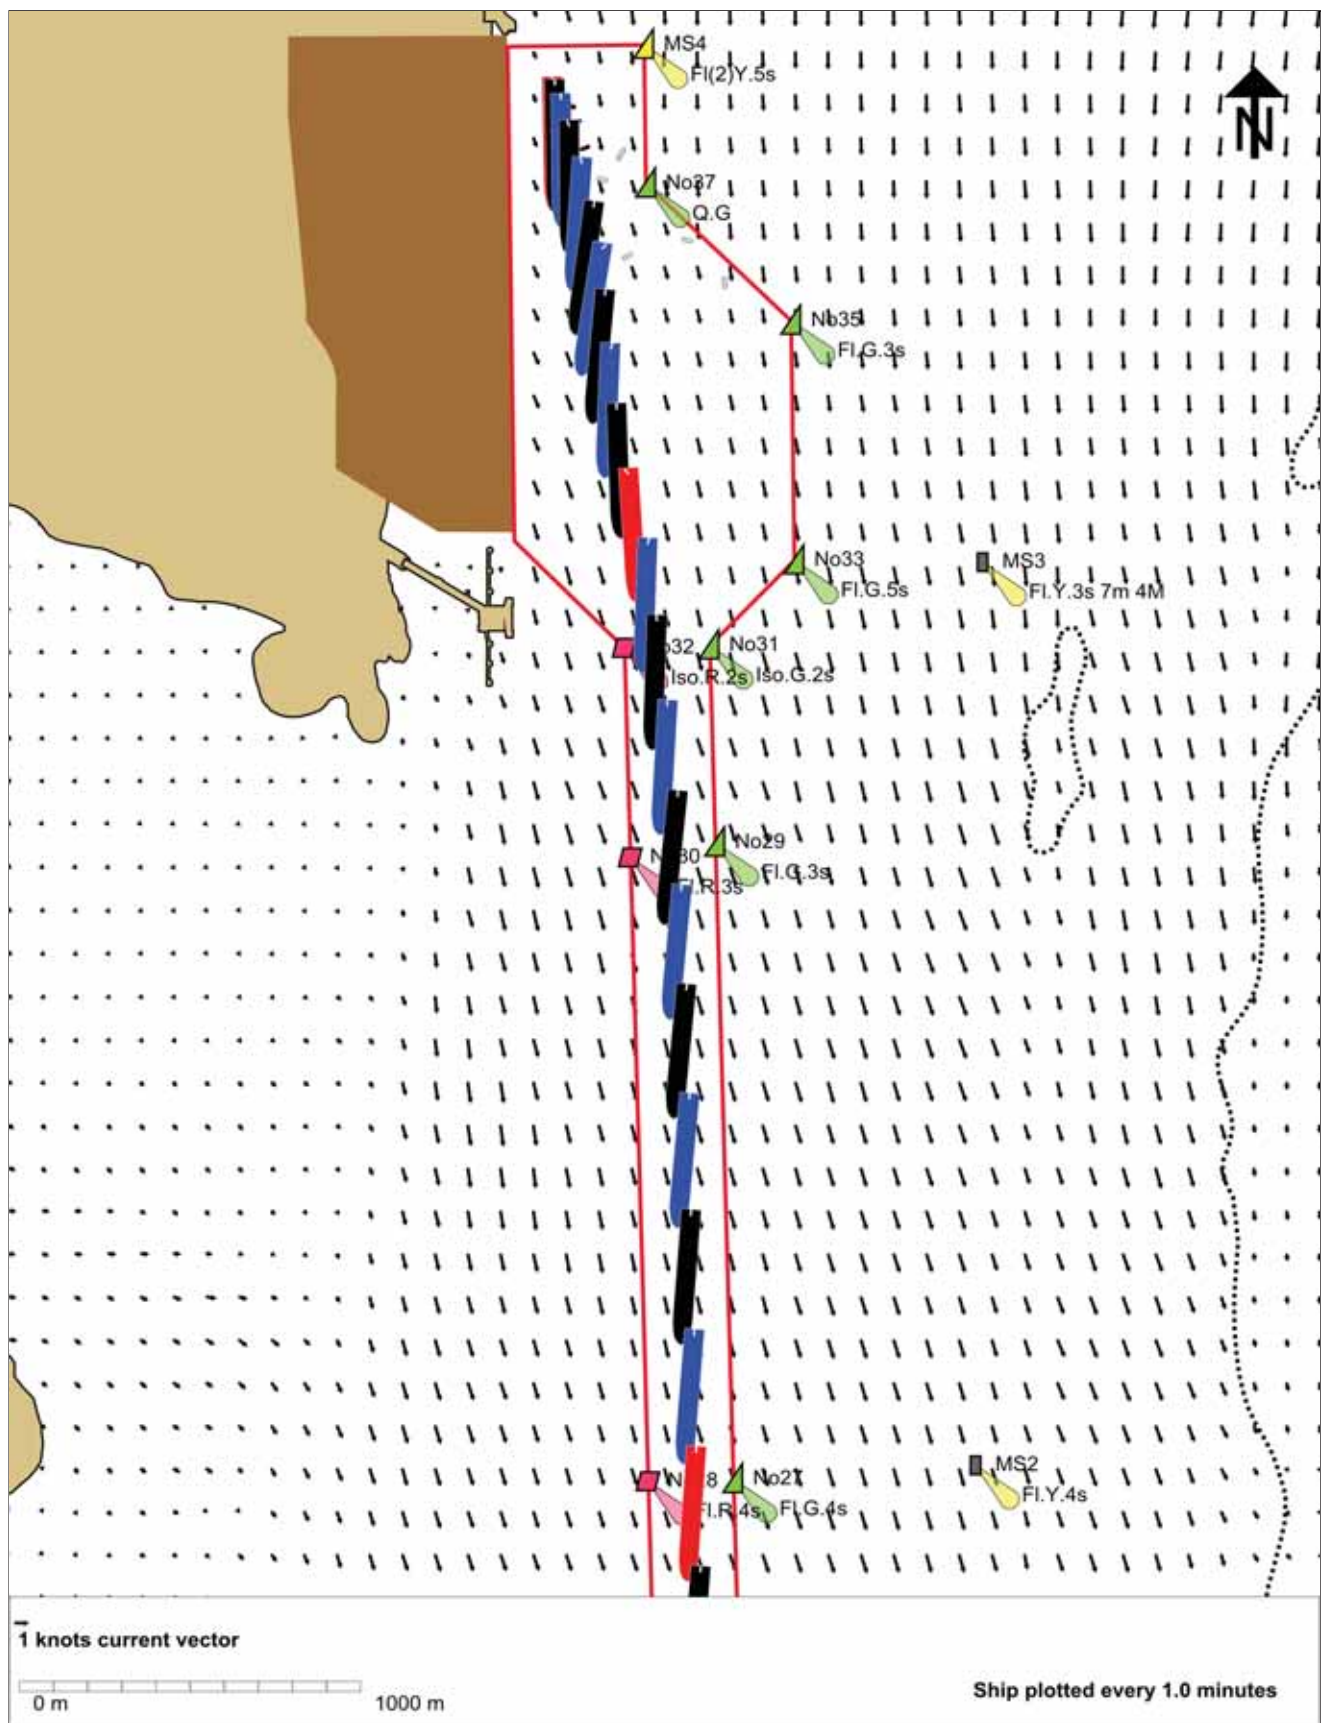 MS4
Fl(2)Y.5s
N
No37
Q.G
No35
Fl.G.3s
No33
Fl.G.5s
MS3
Fl.Y.3s 7m 4M
No31
Iso.R.2s
Iso.G.2s
No29
Fl.G.3s
MS2
Fl.Y.4s
No27
Fl.R.4s
Fl.G.4s
1 knots current vector
0 m
1000 m
Ship plotted every 1.0 minutes